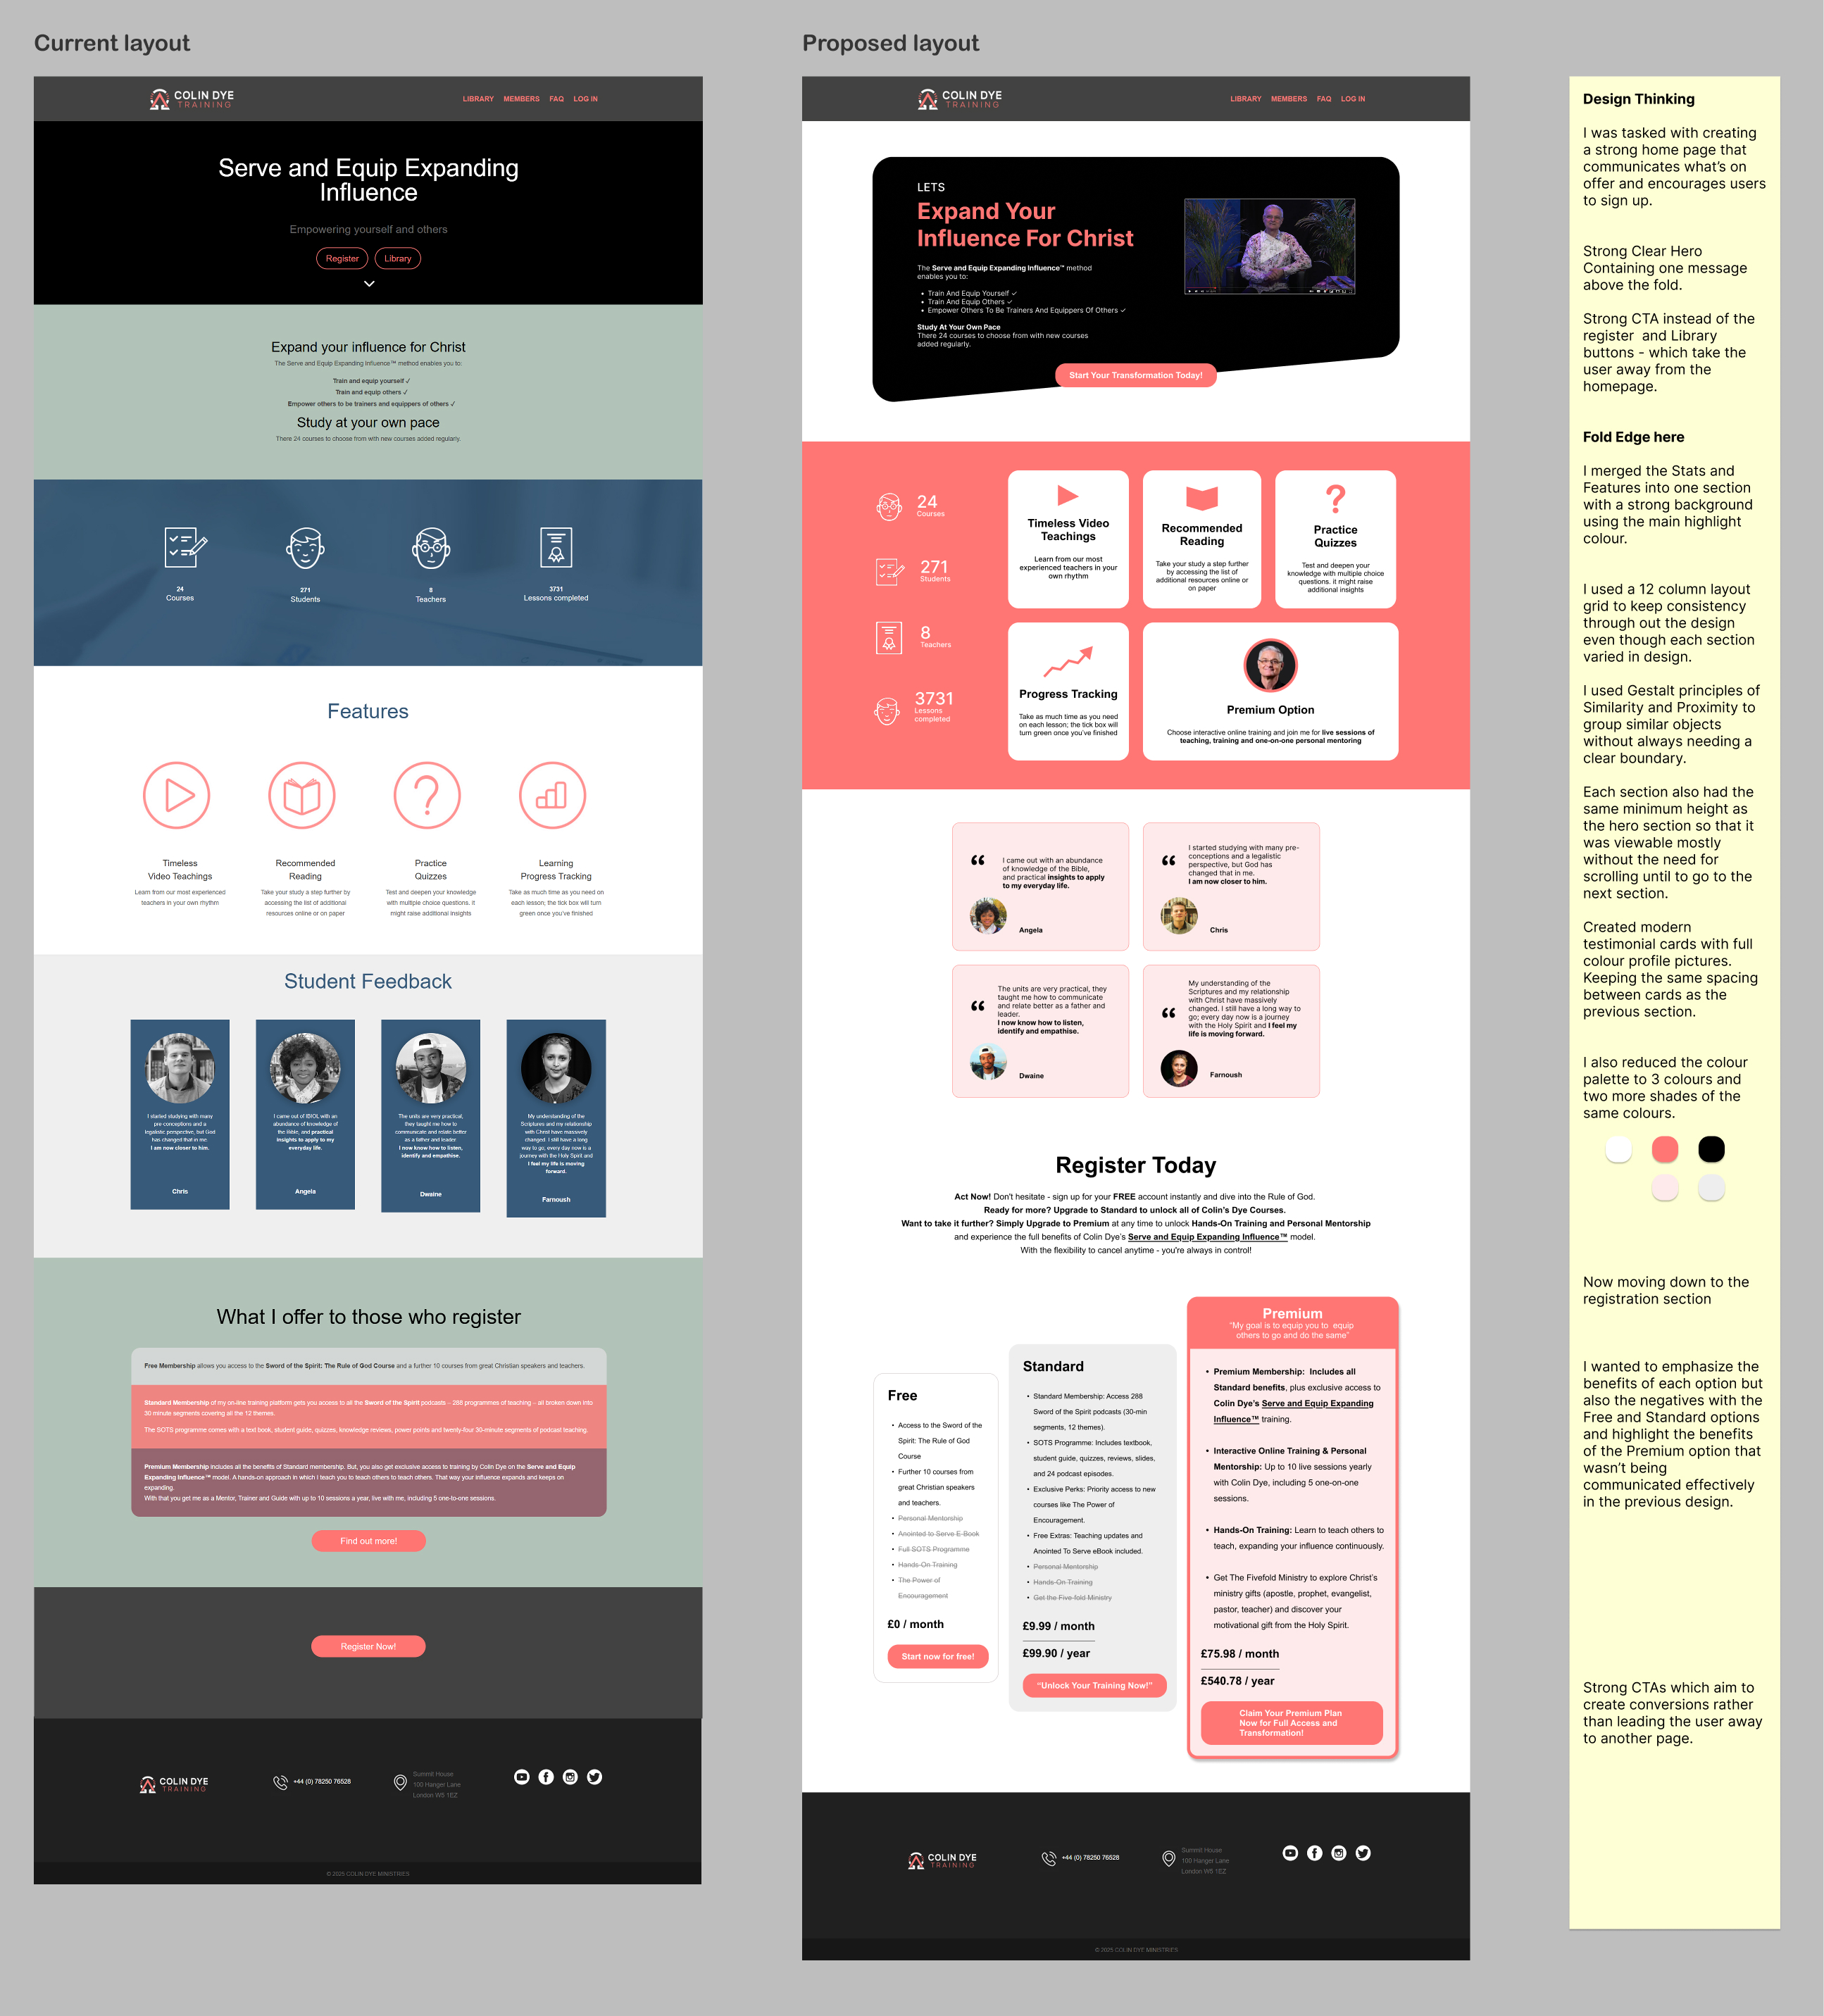 Current layout
COLIN DYE
TRAINING
LIBRARY MEMBERS FAQ LOG IN
Serve and Equip Expanding
Influence
Empowering yourself and others
Register Library
Expand your influence for Christ
The Serve and Equip Expanding Influence™ method enables you to:
Train and equip yourself ✓
Train and equip others ✓
Empower others to be trainers and equippers of others ✓
Study at your own pace
There 24 courses to choose from with new courses added regularly.
24
Courses
271
Students
8
Teachers
3731
Lessons completed
Features
Timeless
Video Teachings
Learn from our most experienced
teachers in your own rhythm
Recommended
Reading
Take your study a step further by
accessing the list of additional
resources online or on paper
Practice
Quizzes
Test and deepen your knowledge
with multiple choice questions. it
might raise additional insights
Learning
Progress Tracking
Take as much time as you need on
each lesson; the tick box will turn
green once you've finished
Student Feedback
I started studying with many
pre-conceptions and a
legalistic perspective, but God
has changed that in me.
I am now closer to him.
Chris
I came out of IBIOL with an
abundance of knowledge of
the Bible, and practical
insights to apply to my
everyday life.
Angela
The units are very practical,
they taught me how to
communicate and relate better
as a father and leader.
I now know how to listen,
identify and empathise.
Dwaine
My understanding of the
Scriptures and my relationship
with Christ have massively
changed. I still have a long
way to go; every day now is a
journey with the Holy Spirit and
I feel my life is moving
forward.
Farnoush
What I offer to those who register
Free Membership allows you access to the Sword of the Spirit: The Rule of God Course and a further 10 courses from great Christian speakers and teachers.
Standard Membership of my on-line training platform gets you access to all the Sword of the Spirit podcasts – 288 programmes of teaching – all broken down into
30 minute segments covering all the 12 themes.
The SOTS programme comes with a text book, student guide, quizzes, knowledge reviews, power points and twenty-four 30-minute segments of podcast teaching.
Premium Membership includes all the benefits of Standard membership. But, you also get exclusive access to training by Colin Dye on the Serve and Equip
Expanding Influence™ model. A hands-on approach in which I teach you to teach others to teach others. That way your influence expands and keeps on
expanding.
With that you get me as a Mentor, Trainer and Guide with up to 10 sessions a year, live with me, including 5 one-to-one sessions.
Find out more!
Register Now!
COLIN DYE
TRAINING
+44 (0) 78250 76528
Summit House
100 Hanger Lane
London W5 1EZ
© 2025 COLIN DYE MINISTRIES
Proposed layout
COLIN DYE
TRAINING
LIBRARY MEMBERS FAQ LOG IN
LETS
Expand Your
Influence For Christ
The Serve and Equip Expanding Influence™ method
enables you to:
• Train And Equip Yourself ✓
• Train And Equip Others ✓
• Empower Others To Be Trainers And Equippers Of Others ✓
Study At Your Own Pace
There 24 courses to choose from with new courses
added regularly.
Start Your Transformation Today!
24
Courses
271
Students
8
Teachers
3731
Lessons
completed
Timeless Video
Teachings
Learn from our most
experienced teachers in your
own rhythm
Recommended
Reading
Take your study a step further
by accessing the list of
additional resources online or
on paper
Practice
Quizzes
Test and deepen your
knowledge with multiple choice
questions. it might raise
additional insights
Progress Tracking
Take as much time as you need
on each lesson; the tick box will
turn green once you've finished
Premium Option
Choose interactive online training and join me for live sessions of
teaching, training and one-on-one personal mentoring
“
I came out with an abundance
of knowledge of the Bible,
and practical insights to apply
to my everyday life.
Angela
“
I started studying with many pre-
conceptions and a legalistic
perspective, but God has
changed that in me.
I am now closer to him.
Chris
“
The units are very practical, they
taught me how to communicate
and relate better as a father and
leader.
I now know how to listen,
identify and empathise.
Dwaine
“
My understanding of the
Scriptures and my relationship
with Christ have massively
changed. I still have a long way to
go; every day now is a journey
with the Holy Spirit and I feel my
life is moving forward.
Farnoush
Register Today
Act Now! Don't hesitate - sign up for your FREE account instantly and dive into the Rule of God.
Ready for more? Upgrade to Standard to unlock all of Colin's Dye Courses.
Want to take it further? Simply Upgrade to Premium at any time to unlock Hands-On Training and Personal Mentorship
and experience the full benefits of Colin Dye's Serve and Equip Expanding Influence™ model.
With the flexibility to cancel anytime - you're always in control!
Free
• Access to the Sword of the
Spirit: The Rule of God
Course
• Further 10 courses from
great Christian speakers
and teachers.
• Personal Mentorship
• Anointed to Serve E-Book
• Full SOTS Programme
• Hands-On Training
• The Power of
Encouragement
£0 / month
Start now for free!
Standard
• Standard Membership: Access 288
Sword of the Spirit podcasts (30-min
segments, 12 themes).
• SOTS Programme: Includes textbook,
student guide, quizzes, reviews, slides,
and 24 podcast episodes.
• Exclusive Perks: Priority access to new
courses like The Power of
Encouragement.
• Free Extras: Teaching updates and
Anointed To Serve eBook included.
• Personal Mentorship
• Hands-On Training
• Get the Five-fold Ministry
£9.99 / month
£99.90 / year
“Unlock Your Training Now!”
Premium
“My goal is to equip you to equip
others to go and do the same”
• Premium Membership: Includes all
Standard benefits, plus exclusive access to
Colin Dye's Serve and Equip Expanding
Influence™ training.
• Interactive Online Training & Personal
Mentorship: Up to 10 live sessions yearly
with Colin Dye, including 5 one-on-one
sessions.
• Hands-On Training: Learn to teach others to
teach, expanding your influence continuously.
• Get The Fivefold Ministry to explore Christ's
ministry gifts (apostle, prophet, evangelist,
pastor, teacher) and discover your
motivational gift from the Holy Spirit.
£75.98 / month
£540.78 / year
Claim Your Premium Plan
Now for Full Access and
Transformation!
COLIN DYE
TRAINING
+44 (0) 78250 76528
Summit House
100 Hanger Lane
London W5 1EZ
© 2025 COLIN DYE MINISTRIES
Design Thinking
I was tasked with creating
a strong home page that
communicates what's on
offer and encourages users
to sign up.
Strong Clear Hero
Containing one message
above the fold.
Strong CTA instead of the
register and Library
buttons - which take the
user away from the
homepage.
Fold Edge here
I merged the Stats and
Features into one section
with a strong background
using the main highlight
colour.
I used a 12 column layout
grid to keep consistency
through out the design
even though each section
varied in design.
I used Gestalt principles of
Similarity and Proximity to
group similar objects
without always needing a
clear boundary.
Each section also had the
same minimum height as
the hero section so that it
was viewable mostly
without the need for
scrolling until to go to the
next section.
Created modern
testimonial cards with full
colour profile pictures.
Keeping the same spacing
between cards as the
previous section.
I also reduced the colour
palette to 3 colours and
two more shades of the
same colours.
Now moving down to the
registration section
I wanted to emphasize the
benefits of each option but
also the negatives with the
Free and Standard options
and highlight the benefits
of the Premium option that
wasn't being
communicated effectively
in the previous design.
Strong CTAs which aim to
create conversions rather
than leading the user away
to another page.